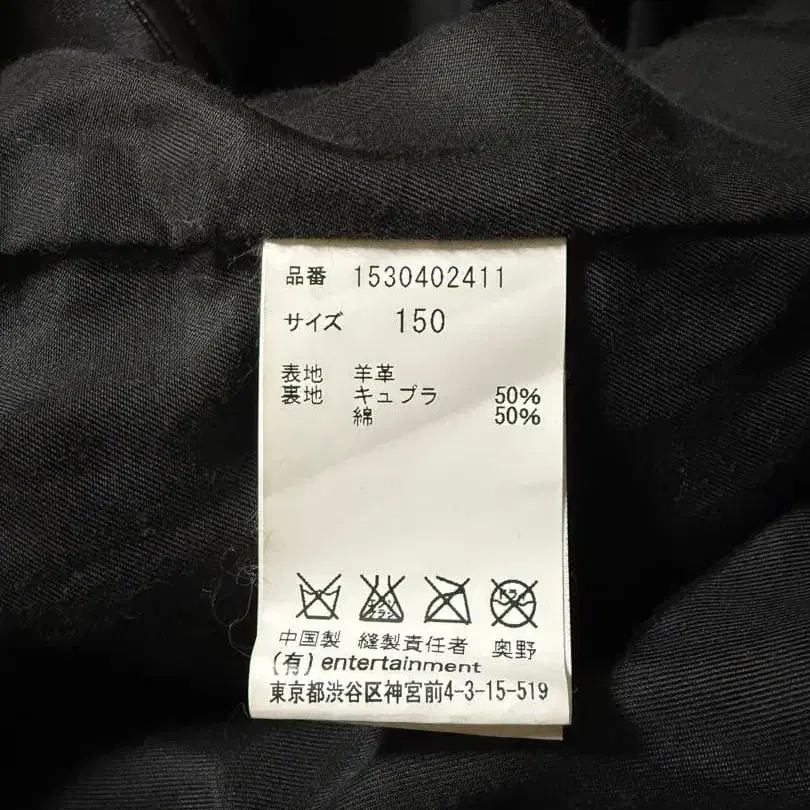 品番 1530402411
サイズ 150
表地 羊革
裏地 キュプラ 50%
綿 50%
中国製 縫製責任者 奥野
(有) entertainment
東京都渋谷区神宮前4-3-15-519